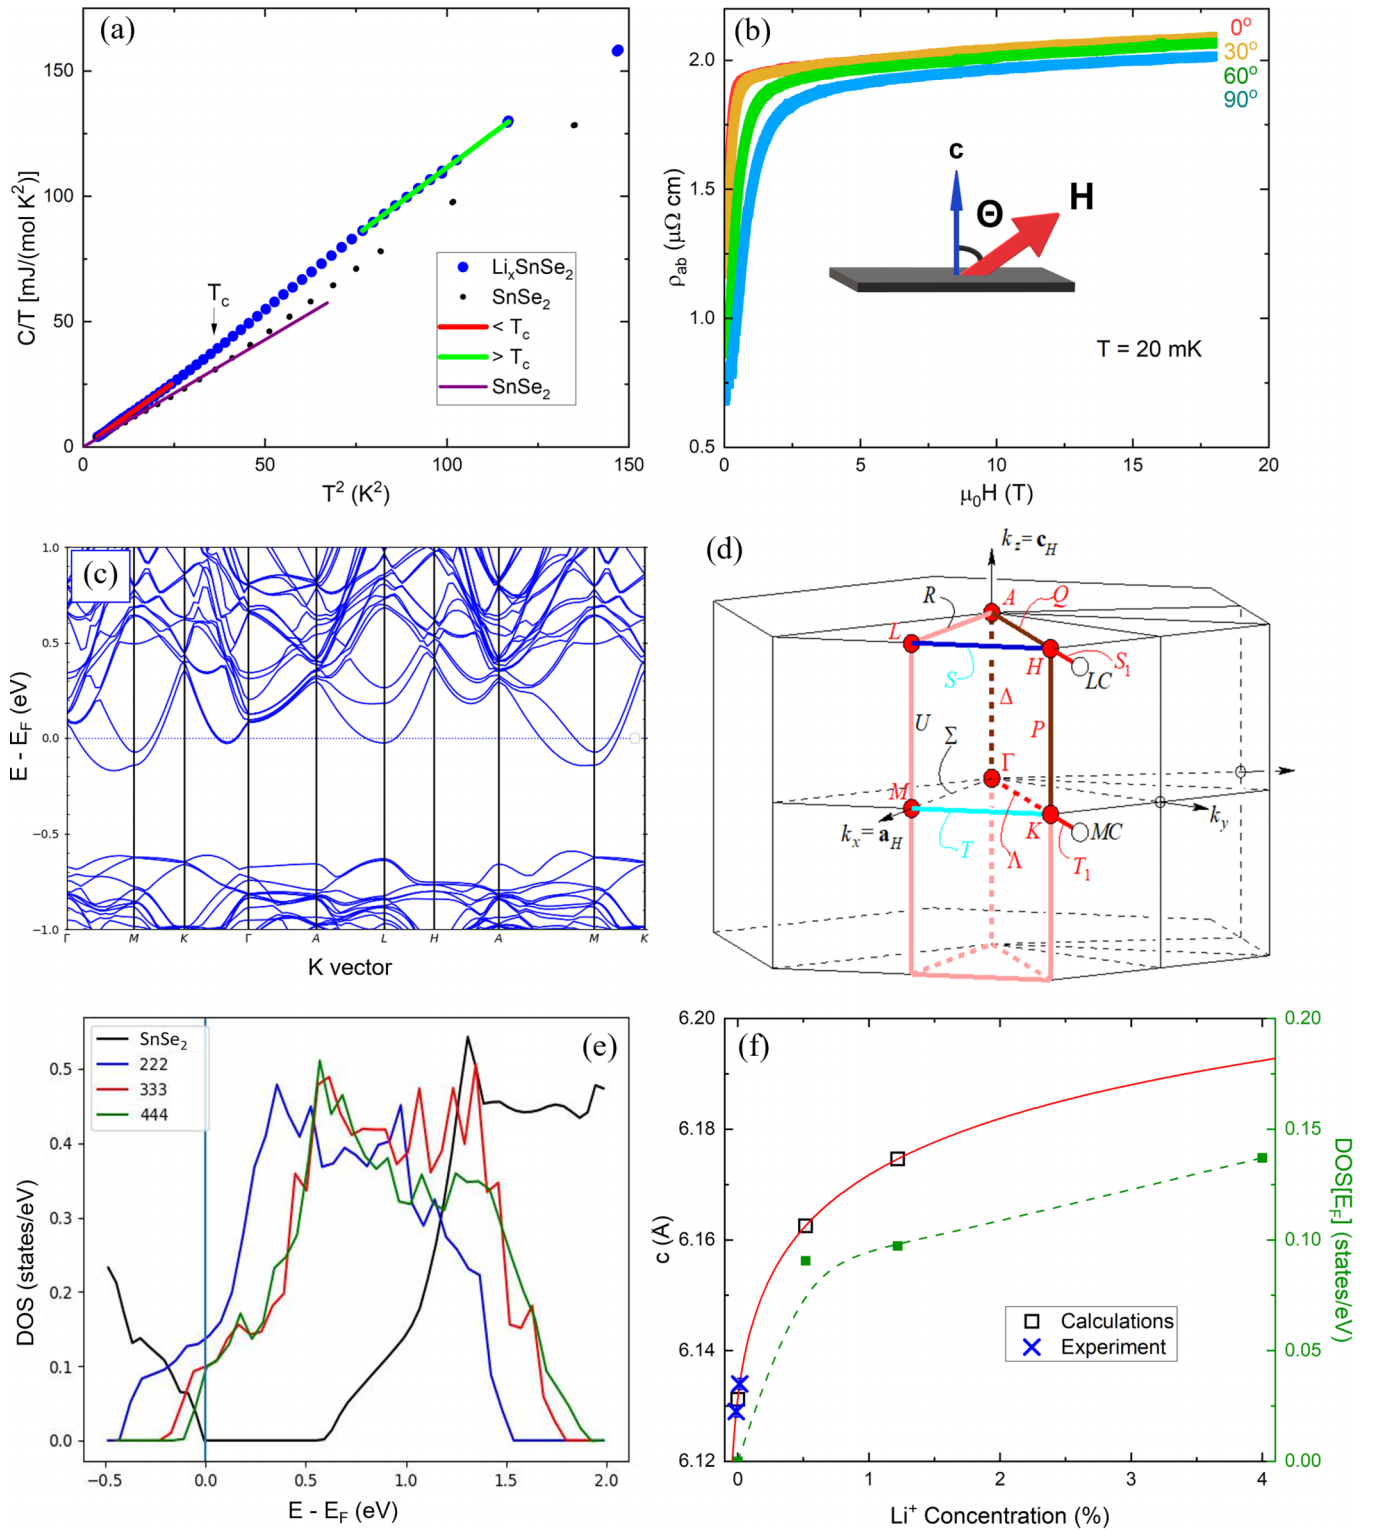 (a)
C/T [mJ/(mol K²)]
150
100
50
0
T_c
Li_xSnSe₂
SnSe₂
< T_c
> T_c
SnSe₂
0 50 100 150
T² (K²)
(b)
ρ_ab (μΩ cm)
2.0
1.5
1.0
0.5
0°
30°
60°
90°
c
Θ
H
T = 20 mK
0 5 10 15 20
μ₀H (T)
(c)
E - E_F (eV)
1.0
0.5
0.0
−0.5
−1.0
Γ M K Γ A L H A M K
K vector
(d)
k_z= c_H
R A Q
L
H S₁
S LC
Δ
U P
Σ
Γ
M
k_x= a_H
K MC
k_y
T Λ T₁
(e)
DOS (states/eV)
0.5
0.4
0.3
0.2
0.1
0.0
SnSe₂
222
333
444
−0.5 0.0 0.5 1.0 1.5 2.0
E - E_F (eV)
(f)
c (Å)
6.20
6.18
6.16
6.14
6.12
Calculations
Experiment
0.20
0.15
0.10
0.05
0.00
DOS[E_F] (states/eV)
0 1 2 3 4
Li⁺ Concentration (%)